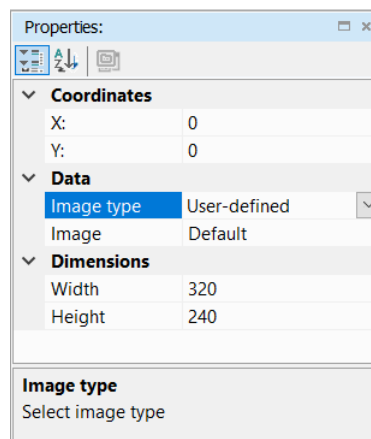 Properties:
Coordinates
X: 0
Y: 0
Data
Image type User-defined
Image Default
Dimensions
Width 320
Height 240
Image type
Select image type